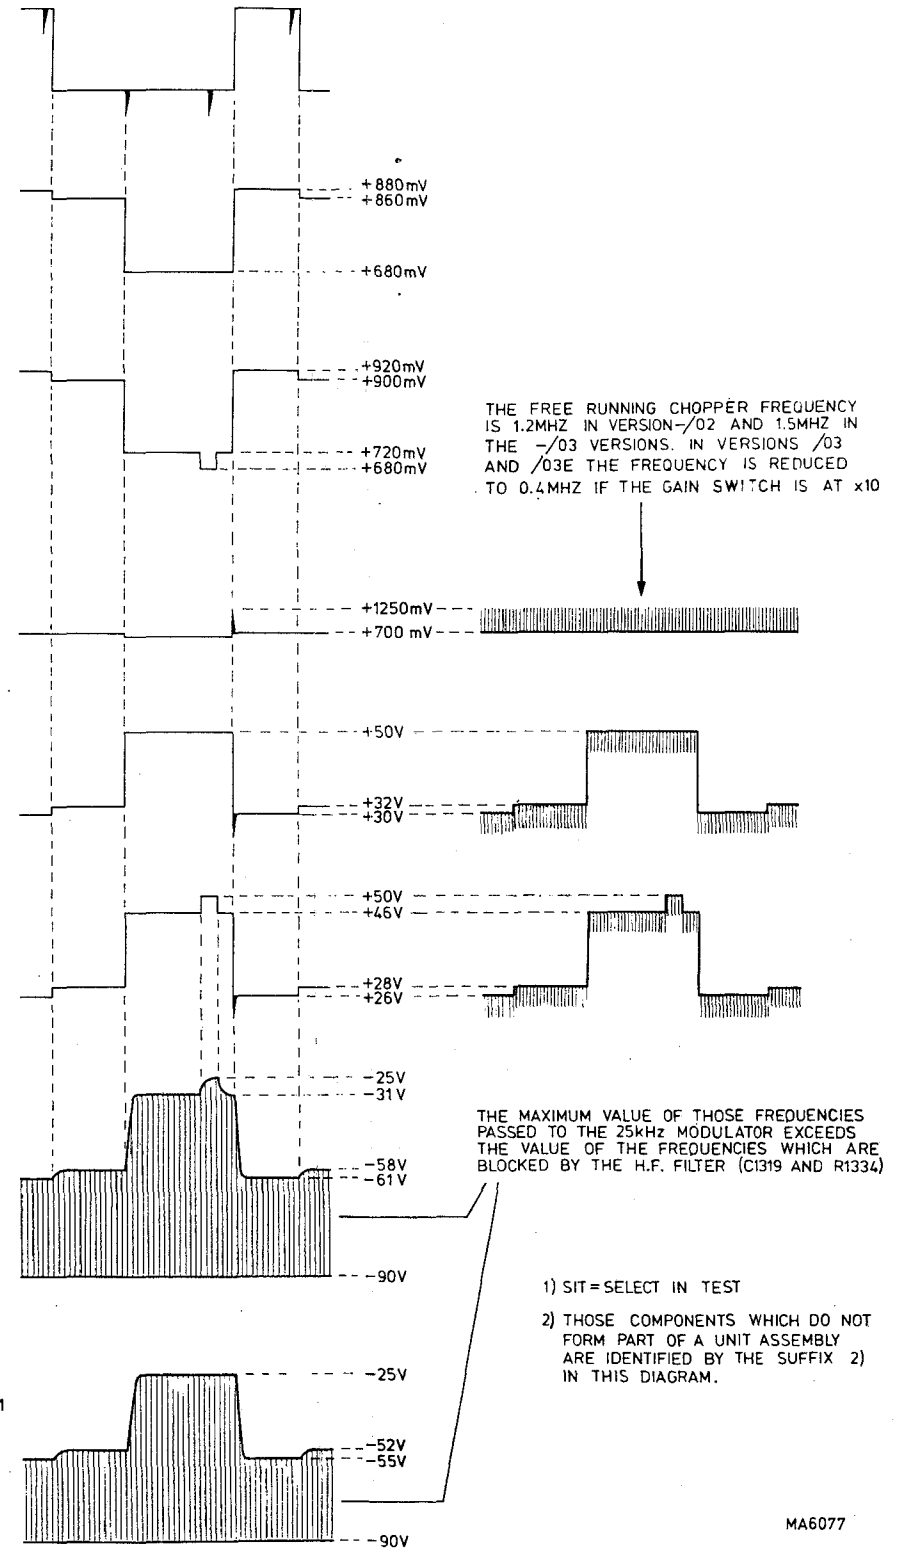 +880mV
+860mV
+680mV
+920mV
+900mV
THE FREE RUNNING CHOPPER FREQUENCY
IS 1.2MHZ IN VERSION-/02 AND 1.5MHZ IN
THE -/03 VERSIONS. IN VERSIONS /03
AND /03E THE FREQUENCY IS REDUCED
TO 0.4MHZ IF THE GAIN SWITCH IS AT x10
+720mV
+680mV
+1250mV
+700 mV
+50V
+32V
+30V
+50V
+46V
+28V
+26V
-25V
-31V
-58V
-61V
-90V
THE MAXIMUM VALUE OF THOSE FREQUENCIES
PASSED TO THE 25kHz MODULATOR EXCEEDS
THE VALUE OF THE FREQUENCIES WHICH ARE
BLOCKED BY THE H.F. FILTER (C1319 AND R1334)
1) SIT=SELECT IN TEST
2) THOSE COMPONENTS WHICH DO NOT
FORM PART OF A UNIT ASSEMBLY
ARE IDENTIFIED BY THE SUFFIX 2)
IN THIS DIAGRAM.
-25V
-52V
-55V
-90V
MA6077